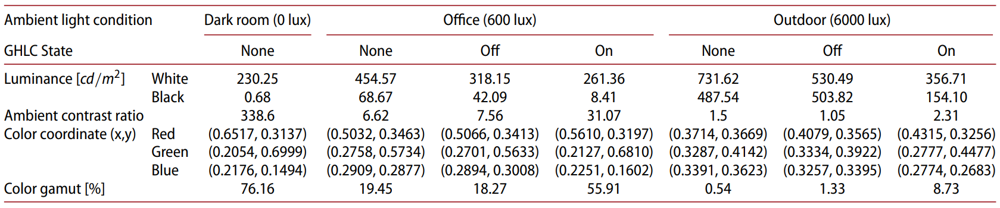 Ambient light condition Dark room (0 lux) Office (600 lux) Outdoor (6000 lux)
GHLC State None None Off On None Off On
Luminance [cd/m²] White 230.25 454.57 318.15 261.36 731.62 530.49 356.71
Black 0.68 68.67 42.09 8.41 487.54 503.82 154.10
Ambient contrast ratio 338.6 6.62 7.56 31.07 1.5 1.05 2.31
Color coordinate (x,y) Red (0.6517, 0.3137) (0.5032, 0.3463) (0.5066, 0.3413) (0.5610, 0.3197) (0.3714, 0.3669) (0.4079, 0.3565) (0.4315, 0.3256)
Green (0.2054, 0.6999) (0.2758, 0.5734) (0.2701, 0.5633) (0.2127, 0.6810) (0.3287, 0.4142) (0.3334, 0.3922) (0.2777, 0.4477)
Blue (0.2176, 0.1494) (0.2909, 0.2877) (0.2894, 0.3008) (0.2251, 0.1602) (0.3391, 0.3623) (0.3257, 0.3395) (0.2774, 0.2683)
Color gamut [%] 76.16 19.45 18.27 55.91 0.54 1.33 8.73